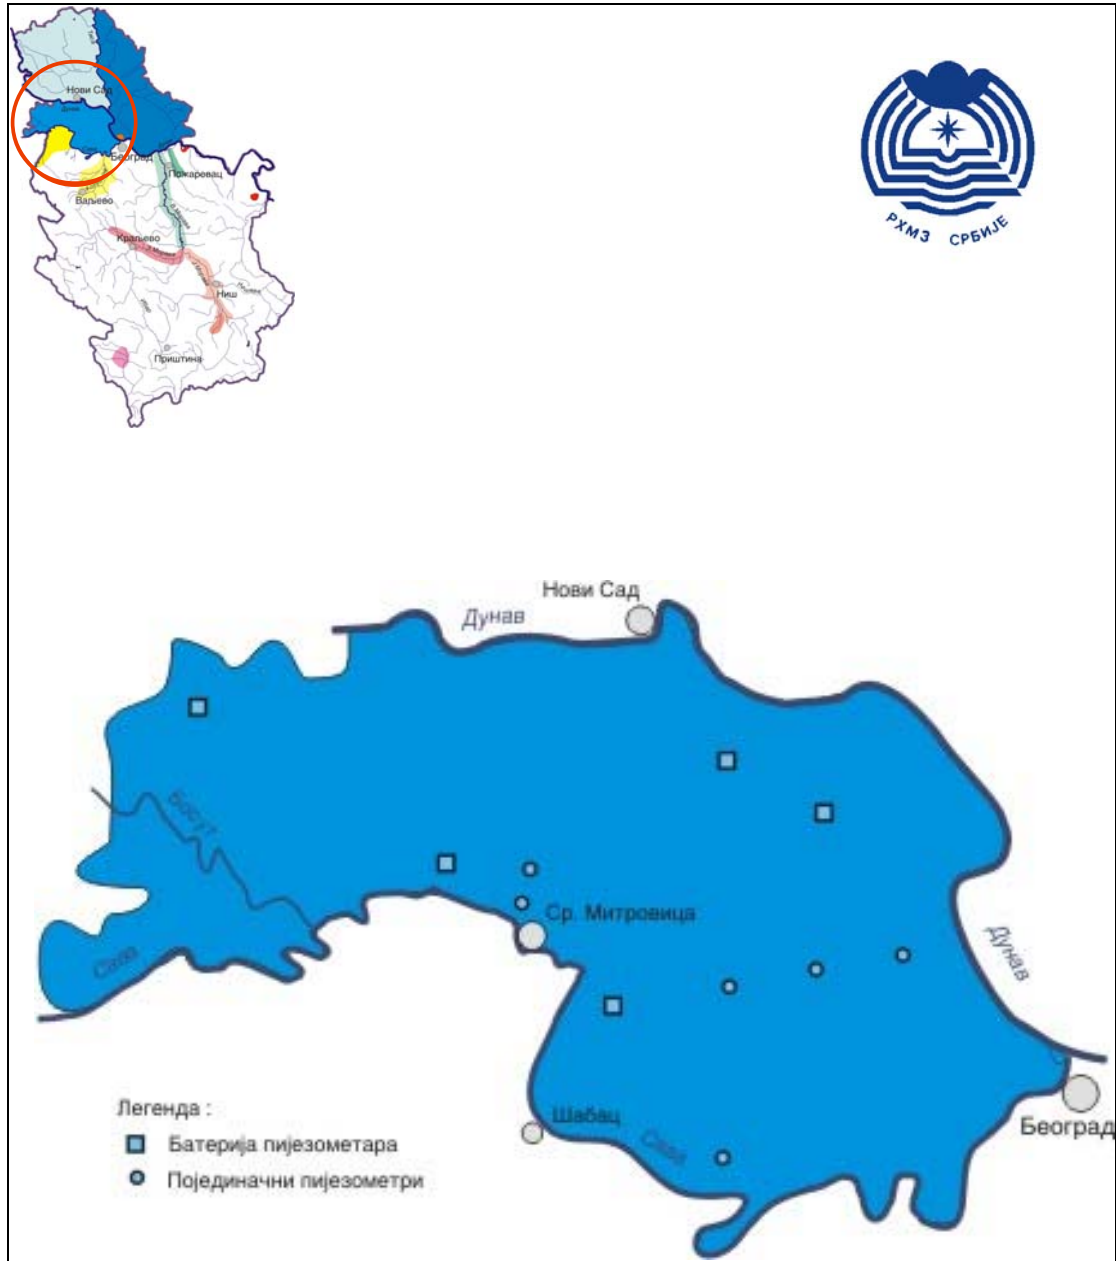 Нови Сад
Београд
Пожаревац
Ваљево
Краљево
Ниш
Приштина
РХМЗ СРБИЈЕ
Нови Сад
Дунав
Босут
Ср. Митровица
Сава
Дунав
Шабац
Сава
Београд
Легенда :
Батерија пијезометара
Појединачни пијезометри